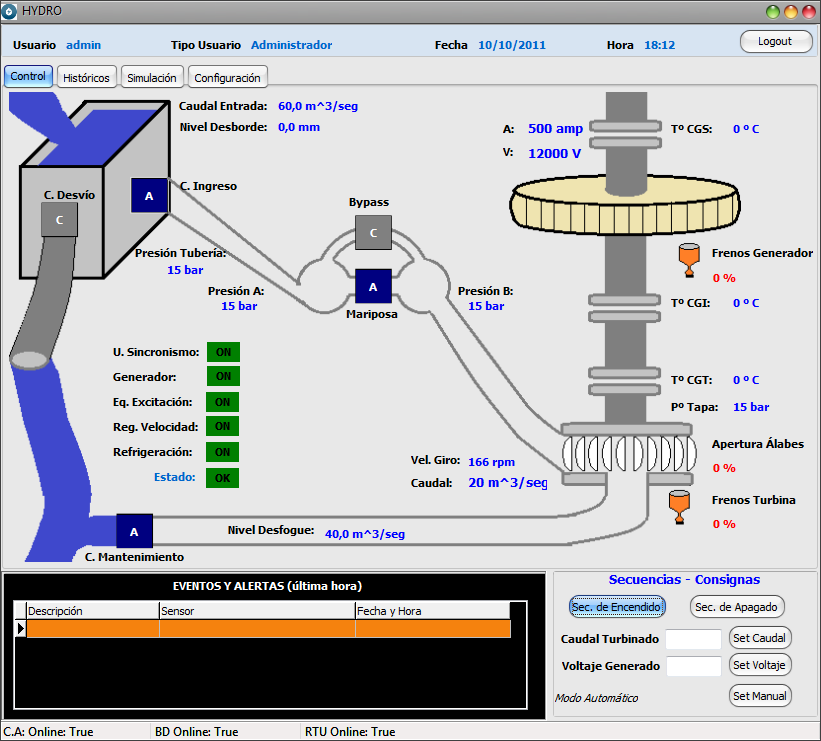 HYDRO
Usuario admin Tipo Usuario Administrador Fecha 10/10/2011 Hora 18:12 Logout
Control Históricos Simulación Configuración
Caudal Entrada: 60,0 m^3/seg
Nivel Desborde: 0,0 mm
A: 500 amp
V: 12000 V
Tº CGS: 0 º C
C. Desvío
C
A
C. Ingreso
Bypass
C
Presión Tubería:
15 bar
Presión A:
15 bar
A
Mariposa
Presión B:
15 bar
Frenos Generador
0 %
Tº CGI: 0 º C
U. Sincronismo: ON
Generador: ON
Eq. Excitación: ON
Reg. Velocidad: ON
Refrigeración: ON
Estado: OK
Tº CGT: 0 º C
Pº Tapa: 15 bar
Apertura Álabes
0 %
Vel. Giro: 166 rpm
Caudal: 20 m^3/seg
Frenos Turbina
0 %
A
Nivel Desfogue: 40,0 m^3/seg
C. Mantenimiento
EVENTOS Y ALERTAS (última hora)
Descripción Sensor Fecha y Hora
Secuencias - Consignas
Sec. de Encendido Sec. de Apagado
Caudal Turbinado Set Caudal
Voltaje Generado Set Voltaje
Modo Automático Set Manual
C.A: Online: True BD Online: True RTU Online: True